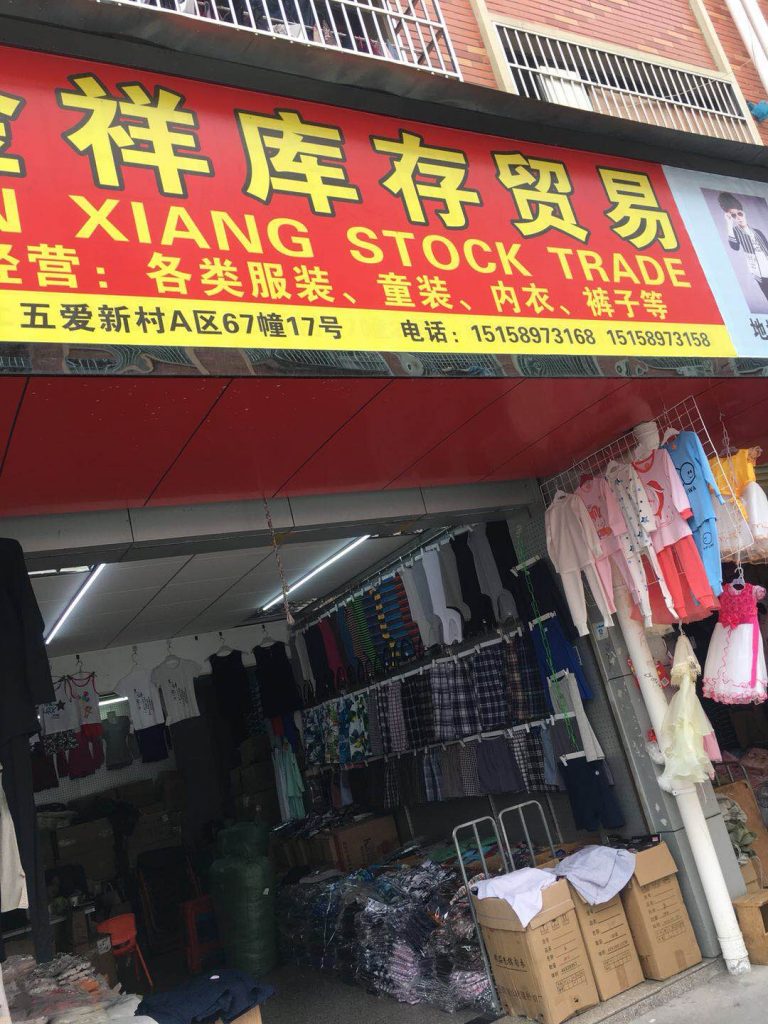 祥库存贸易
N XIANG STOCK TRADE
经营：各类服装、童装、内衣、裤子等
五爱新村A区67幢17号 电话：15158973168 15158973158